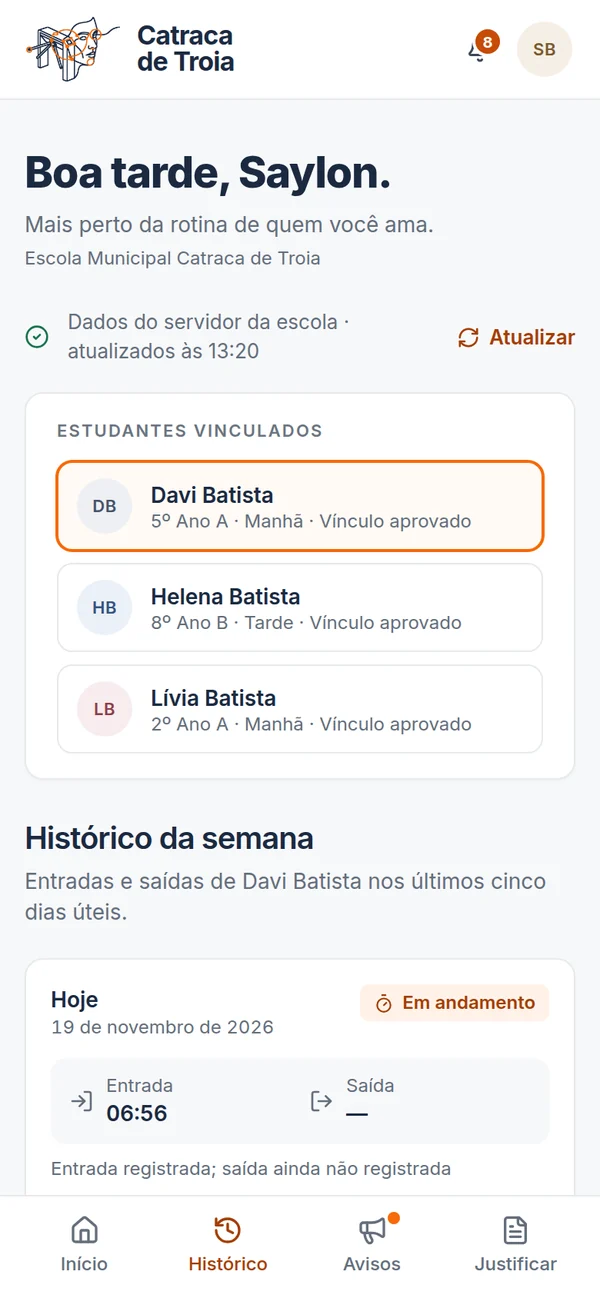 Catraca
de Troia
8
SB
Boa tarde, Saylon.
Mais perto da rotina de quem você ama.
Escola Municipal Catraca de Troia
Dados do servidor da escola ·
atualizados às 13:20
Atualizar
ESTUDANTES VINCULADOS
DB
Davi Batista
5º Ano A · Manhã · Vínculo aprovado
HB
Helena Batista
8º Ano B · Tarde · Vínculo aprovado
LB
Lívia Batista
2º Ano A · Manhã · Vínculo aprovado
Histórico da semana
Entradas e saídas de Davi Batista nos últimos cinco
dias úteis.
Hoje
Em andamento
19 de novembro de 2026
Entrada
06:56
Saída
—
Entrada registrada; saída ainda não registrada
Início
Histórico
Avisos
Justificar